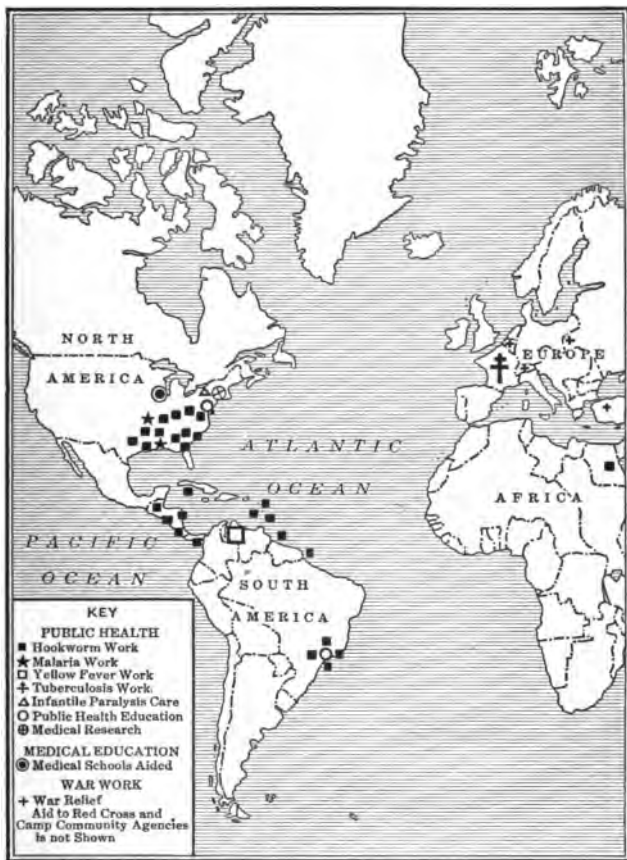 NORTH
AMERICA
EUROPE
ATLANTIC
OCEAN
AFRICA
PACIFIC
OCEAN
SOUTH
AMERICA
KEY
PUBLIC HEALTH
Hookworm Work
Malaria Work
Yellow Fever Work
Tuberculosis Work.
Infantile Paralysis Care
Public Health Education
Medical Research
MEDICAL EDUCATION
Medical Schools Aided
WAR WORK
War Relief
Aid to Red Cross and
Camp Community Agencies
is not Shown